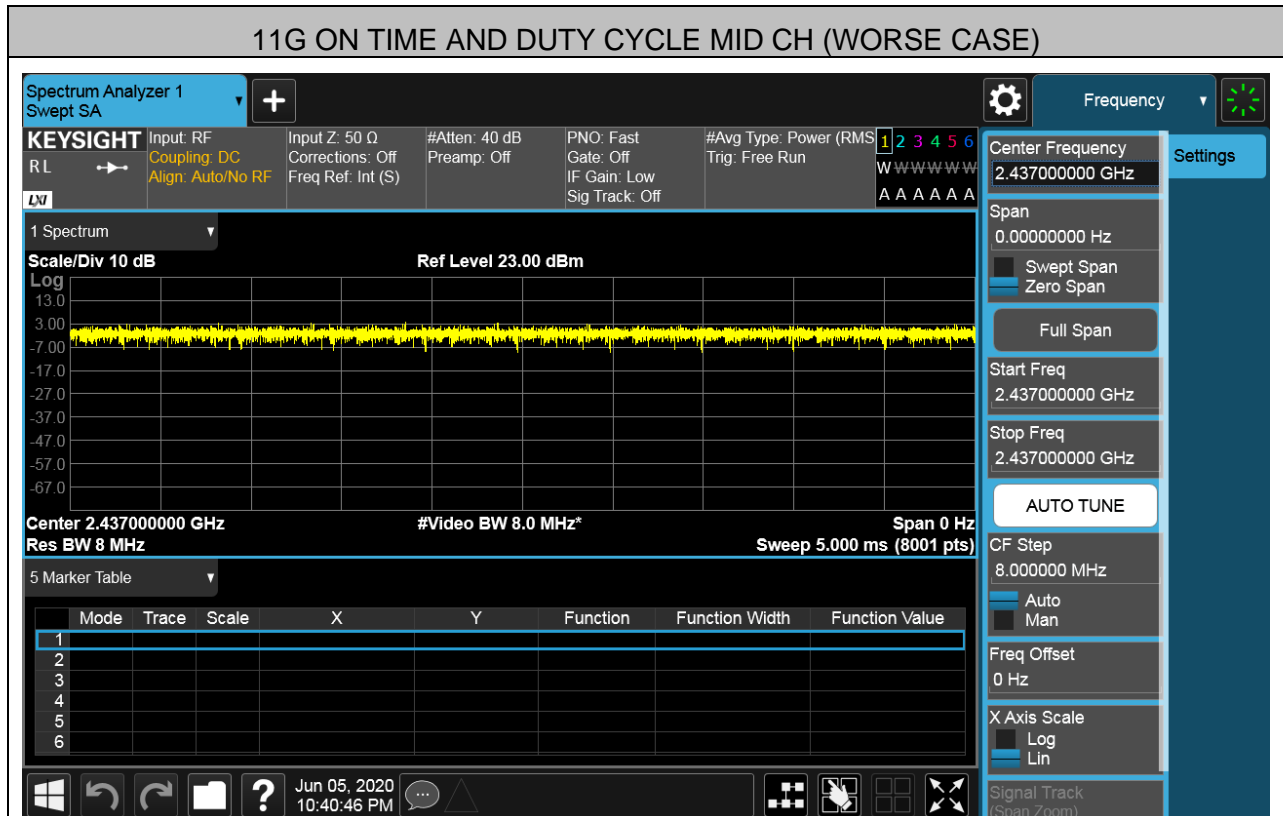 11G ON TIME AND DUTY CYCLE MID CH (WORSE CASE)
Spectrum Analyzer 1
Swept SA
+
Frequency
KEYSIGHT
RL
LXI
Input: RF
Coupling: DC
Align: Auto/No RF
Input Z: 50 Ω
Corrections: Off
Freq Ref: Int (S)
#Atten: 40 dB
Preamp: Off
PNO: Fast
Gate: Off
IF Gain: Low
Sig Track: Off
#Avg Type: Power (RMS
Trig: Free Run
1 2 3 4 5 6
W W W W W W
A A A A A A
1 Spectrum
Scale/Div 10 dB
Ref Level 23.00 dBm
Log
13.0
3.00
-7.00
-17.0
-27.0
-37.0
-47.0
-57.0
-67.0
Center 2.437000000 GHz
#Video BW 8.0 MHz*
Span 0 Hz
Res BW 8 MHz
Sweep 5.000 ms (8001 pts)
5 Marker Table
Mode Trace Scale X Y Function Function Width Function Value
1
2
3
4
5
6
Center Frequency
2.437000000 GHz
Settings
Span
0.00000000 Hz
Swept Span
Zero Span
Full Span
Start Freq
2.437000000 GHz
Stop Freq
2.437000000 GHz
AUTO TUNE
CF Step
8.000000 MHz
Auto
Man
Freq Offset
0 Hz
X Axis Scale
Log
Lin
Signal Track
(Span Zoom)
?
Jun 05, 2020
10:40:46 PM